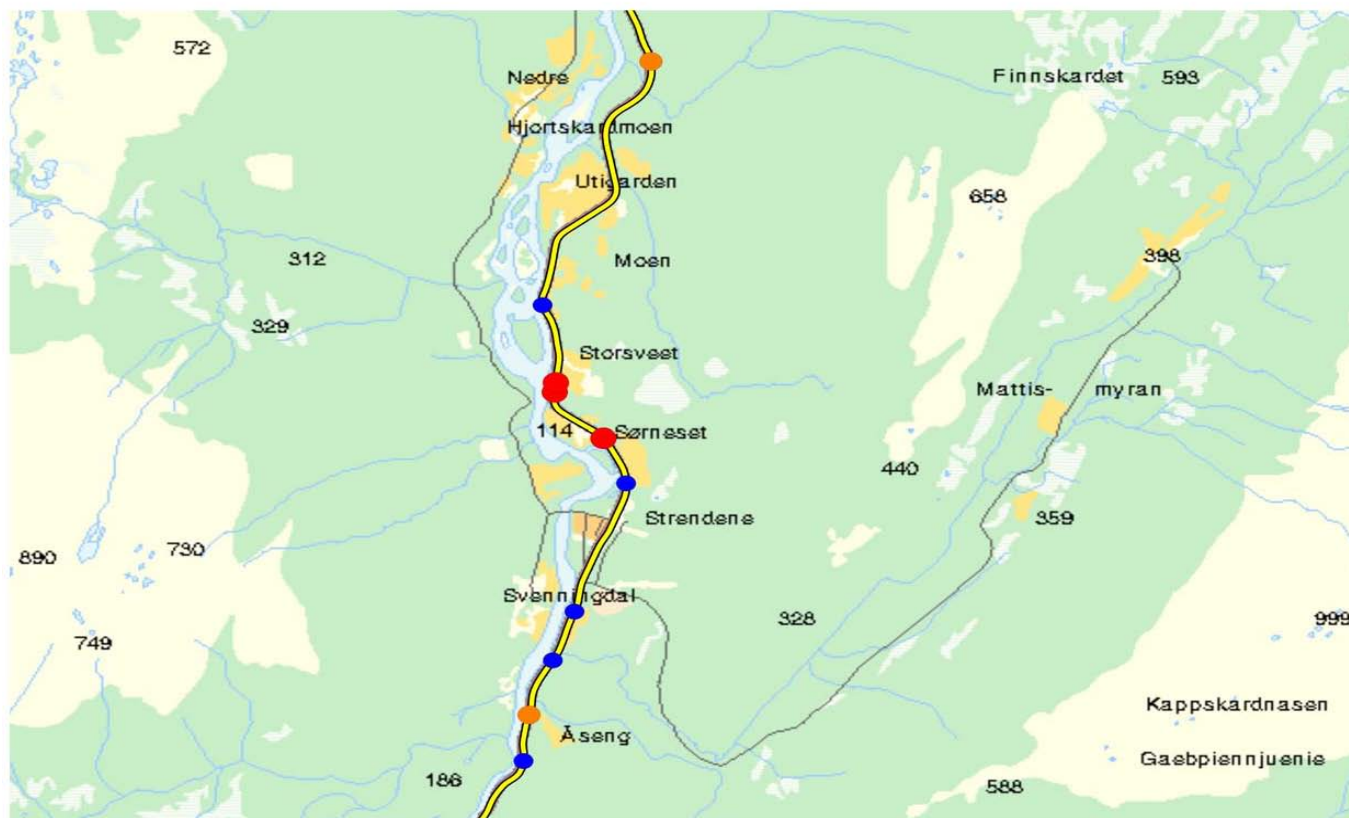 572
Nedre
Finnskardet
593
Hjortskardmoen
Utigarden
658
312
Moen
398
329
Storsveet
Mattis-
myran
114
Sørneset
440
Strendene
359
890
730
Svenningdal
328
999
749
Kappskardnasen
Åseng
Gaebpiennjuenie
186
588